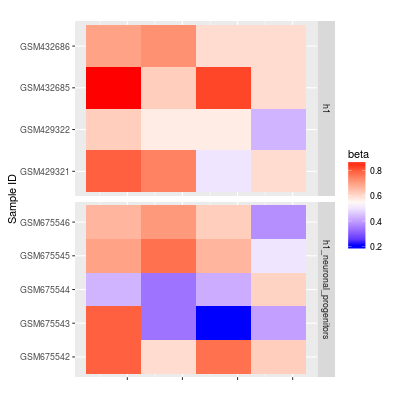 GSM432686
GSM432685
GSM429322
GSM429321
h1
GSM675546
GSM675545
GSM675544
GSM675543
GSM675542
h1_neuronal_progenitors
Sample ID
beta
0.8
0.6
0.4
0.2